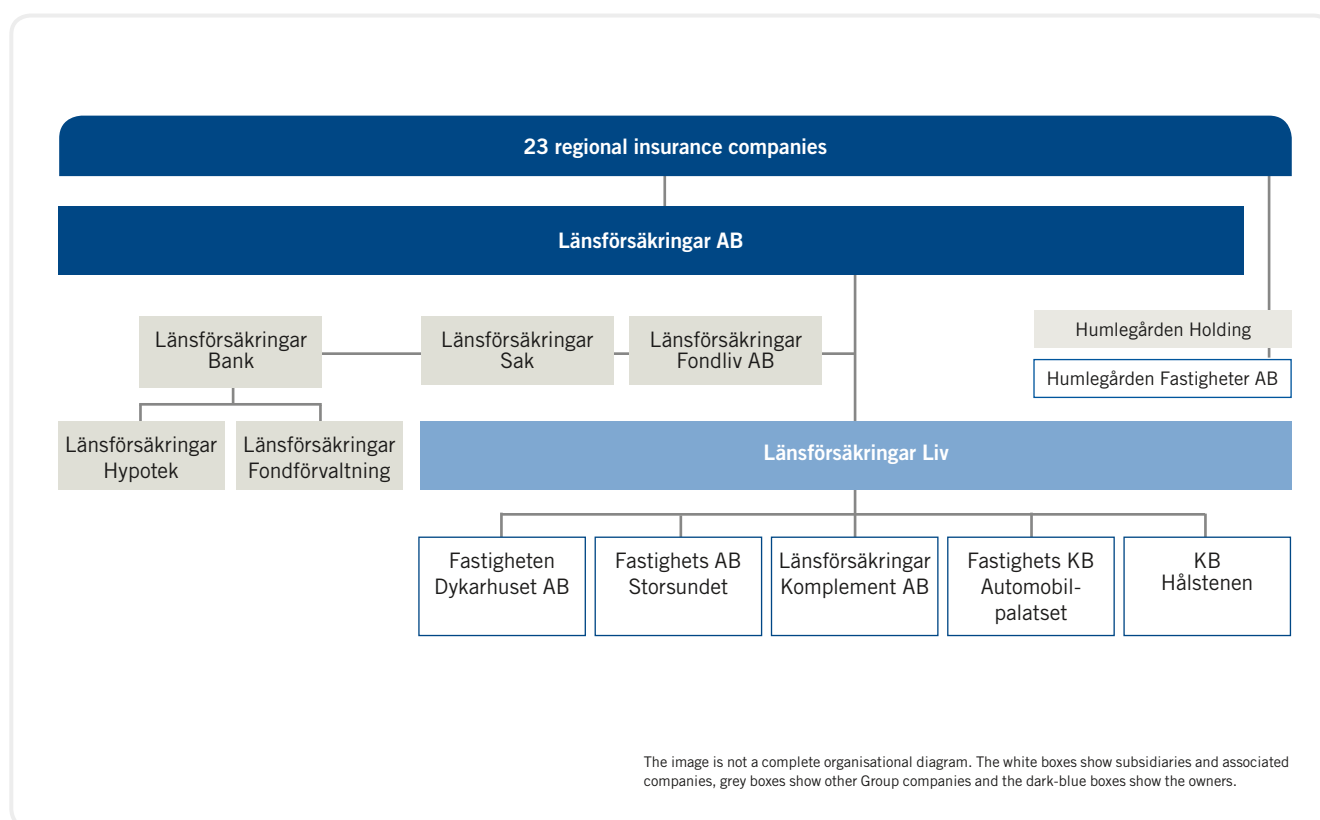 23 regional insurance companies
Länsförsäkringar AB
Länsförsäkringar
Bank
Länsförsäkringar
Sak
Länsförsäkringar
Fondliv AB
Humlegården Holding
Humlegården Fastigheter AB
Länsförsäkringar
Hypotek
Länsförsäkringar
Fondförvaltning
Länsförsäkringar Liv
Fastigheten
Dykarhuset AB
Fastighets AB
Storsundet
Länsförsäkringar
Komplement AB
Fastighets KB
Automobil-
palatset
KB
Hålstenen
The image is not a complete organisational diagram. The white boxes show subsidiaries and associated
companies, grey boxes show other Group companies and the dark-blue boxes show the owners.